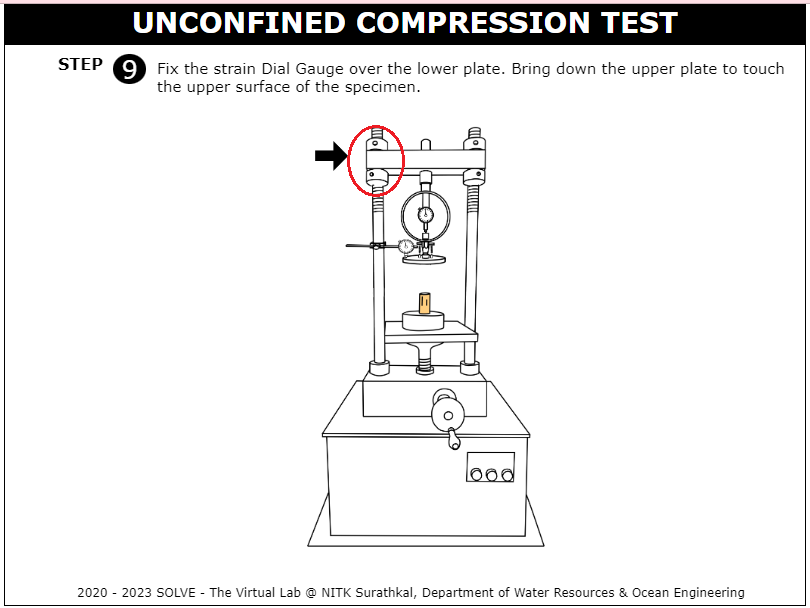 UNCONFINED COMPRESSION TEST
STEP 9 Fix the strain Dial Gauge over the lower plate. Bring down the upper plate to touch
the upper surface of the specimen.
2020 - 2023 SOLVE - The Virtual Lab @ NITK Surathkal, Department of Water Resources & Ocean Engineering